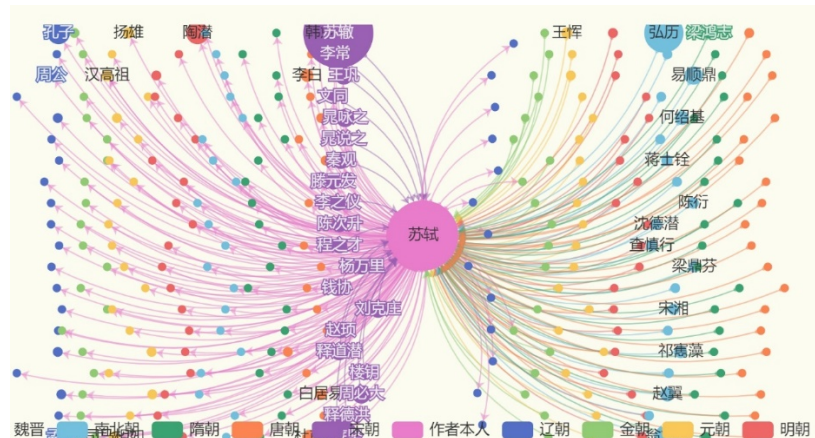 孔子 扬雄 陶潜 韩 苏辙 王恽 弘历 梁鸿志
李常
周公 汉高祖 李白 王巩 易顺鼎
文同
晁咏之 何绍基
晁说之
秦观 蒋士铨
滕元发
李之仪 陈衍
陈次升 苏轼 沈德潜
程之才 查慎行
杨万里 梁鼎芬
钱协
刘克庄 宋湘
赵顼
释道潜 祁寯藻
楼钥
白居易 周必大 赵翼
释德洪
魏晋 南北朝 隋朝 唐朝 宋朝 作者本人 辽朝 金朝 元朝 明朝